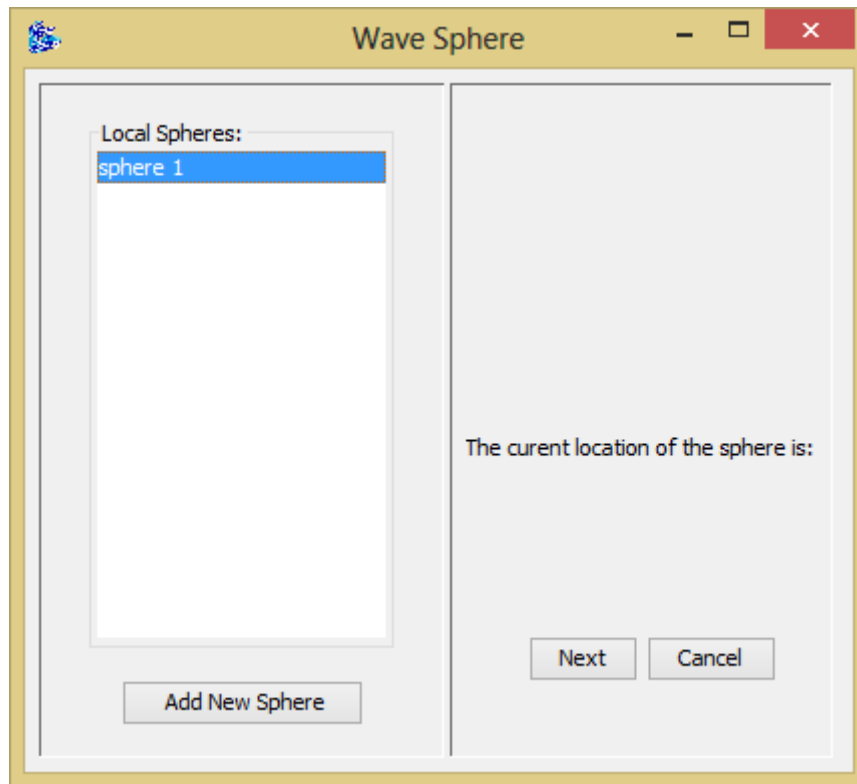 Wave Sphere
Local Spheres:
sphere 1
Add New Sphere
The curent location of the sphere is:
Next
Cancel